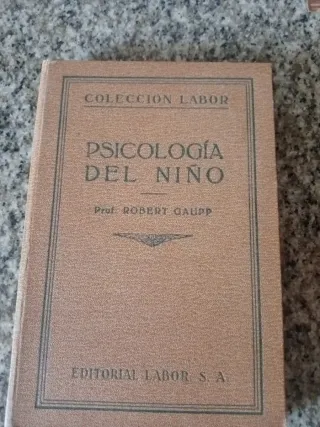 COLECCION LABOR
PSICOLOGÍA
DEL NIÑO
Prof. ROBERT GAUPP
EDITORIAL LABOR, S. A.